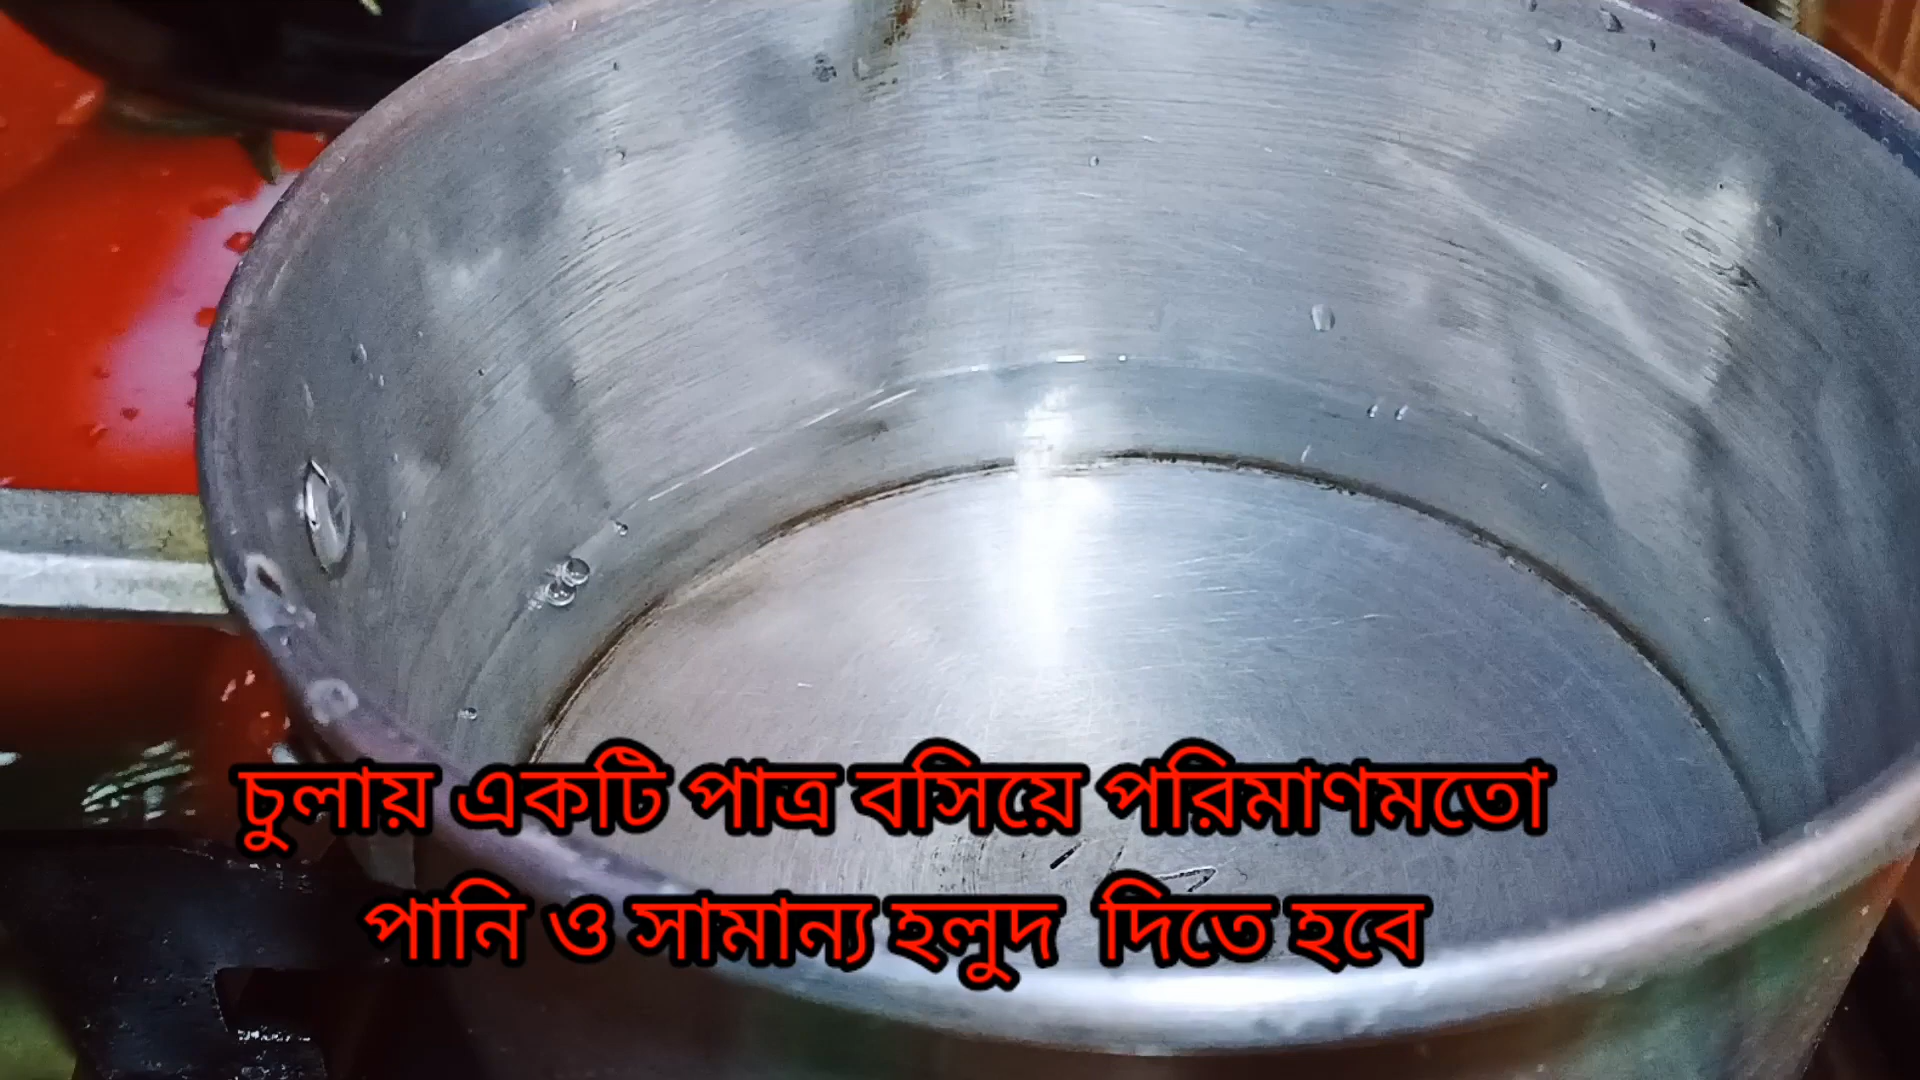 চুলায় একটি পাত্র বসিয়ে পরিমাণমতো
পানি ও সামান্য হলুদ দিতে হবে